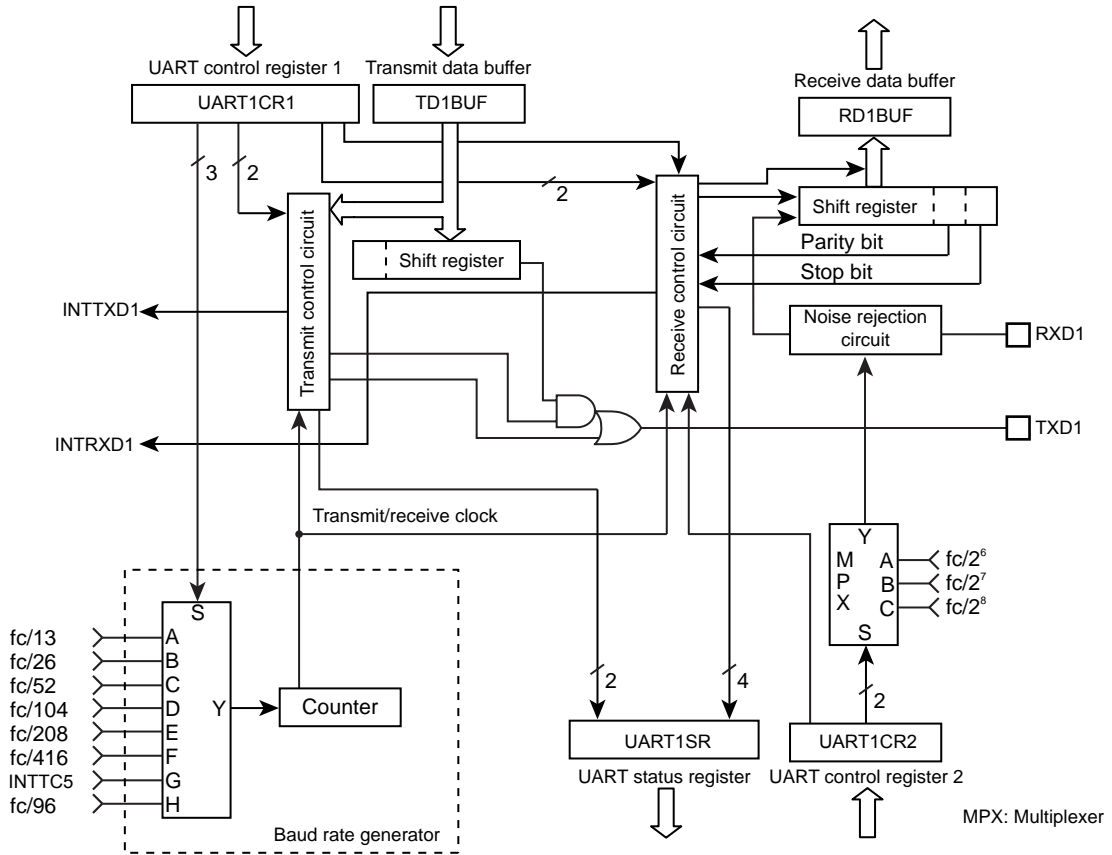 UART control register 1
Transmit data buffer
Receive data buffer
UART1CR1
TD1BUF
RD1BUF
3
2
2
Transmit control circuit
Shift register
Receive control circuit
Shift register
Parity bit
Stop bit
INTTXD1
Noise rejection
circuit
RXD1
INTRXD1
TXD1
Transmit/receive clock
Y
M
P
X
A
B
C
S
fc/2⁶
fc/2⁷
fc/2⁸
S
fc/13
A
fc/26
B
fc/52
C
fc/104
D
Y
Counter
fc/208
E
fc/416
F
INTTC5
G
fc/96
H
Baud rate generator
2
4
2
UART1SR
UART status register
UART1CR2
UART control register 2
MPX: Multiplexer